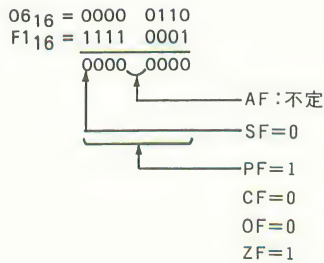 06₁₆ = 0000 0110
F1₁₆ = 1111 0001
0000 0000
AF:不定
SF=0
PF=1
CF=0
OF=0
ZF=1